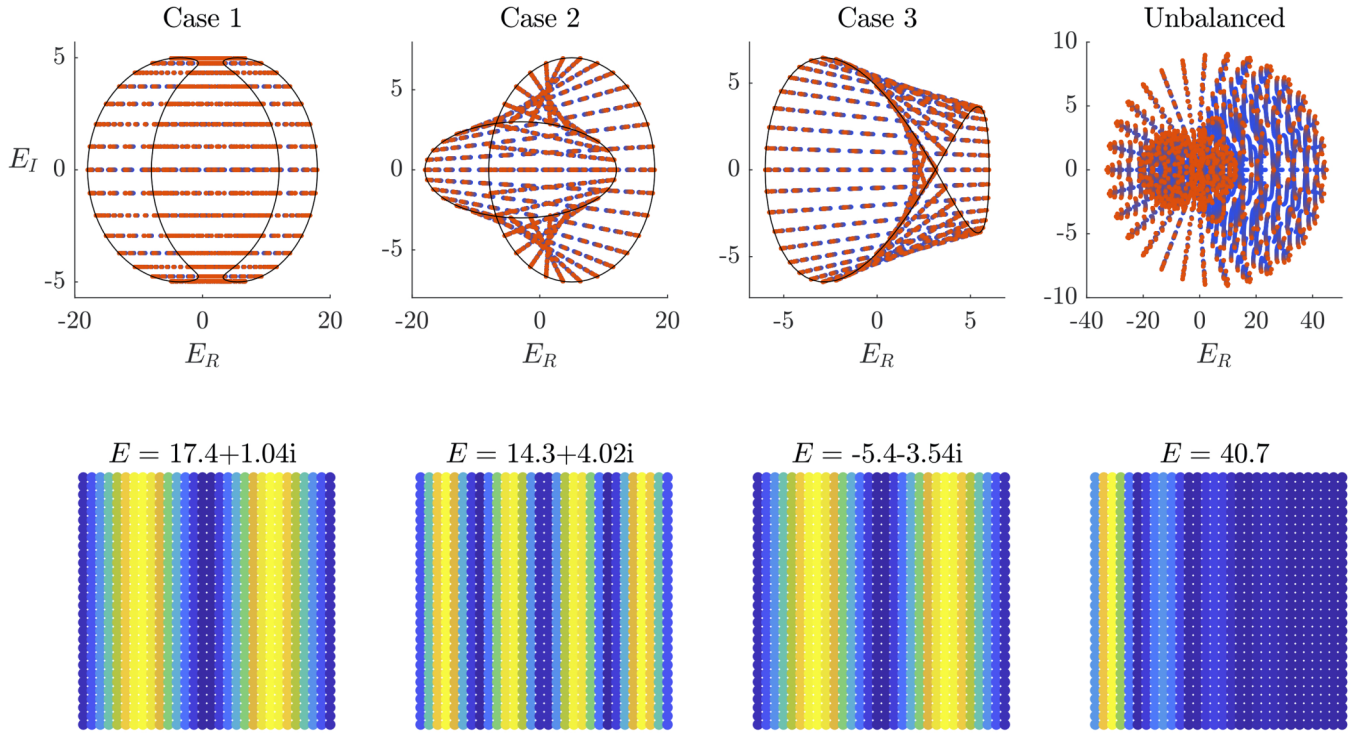 Case 1
Case 2
Case 3
Unbalanced
5
0
-5
E_I
-20
0
20
E_R
5
0
-5
-20
0
20
E_R
5
0
-5
-5
0
5
E_R
10
5
0
-5
-10
-40
-20
0
20
40
E_R
E = 17.4+1.04i
E = 14.3+4.02i
E = -5.4-3.54i
E = 40.7